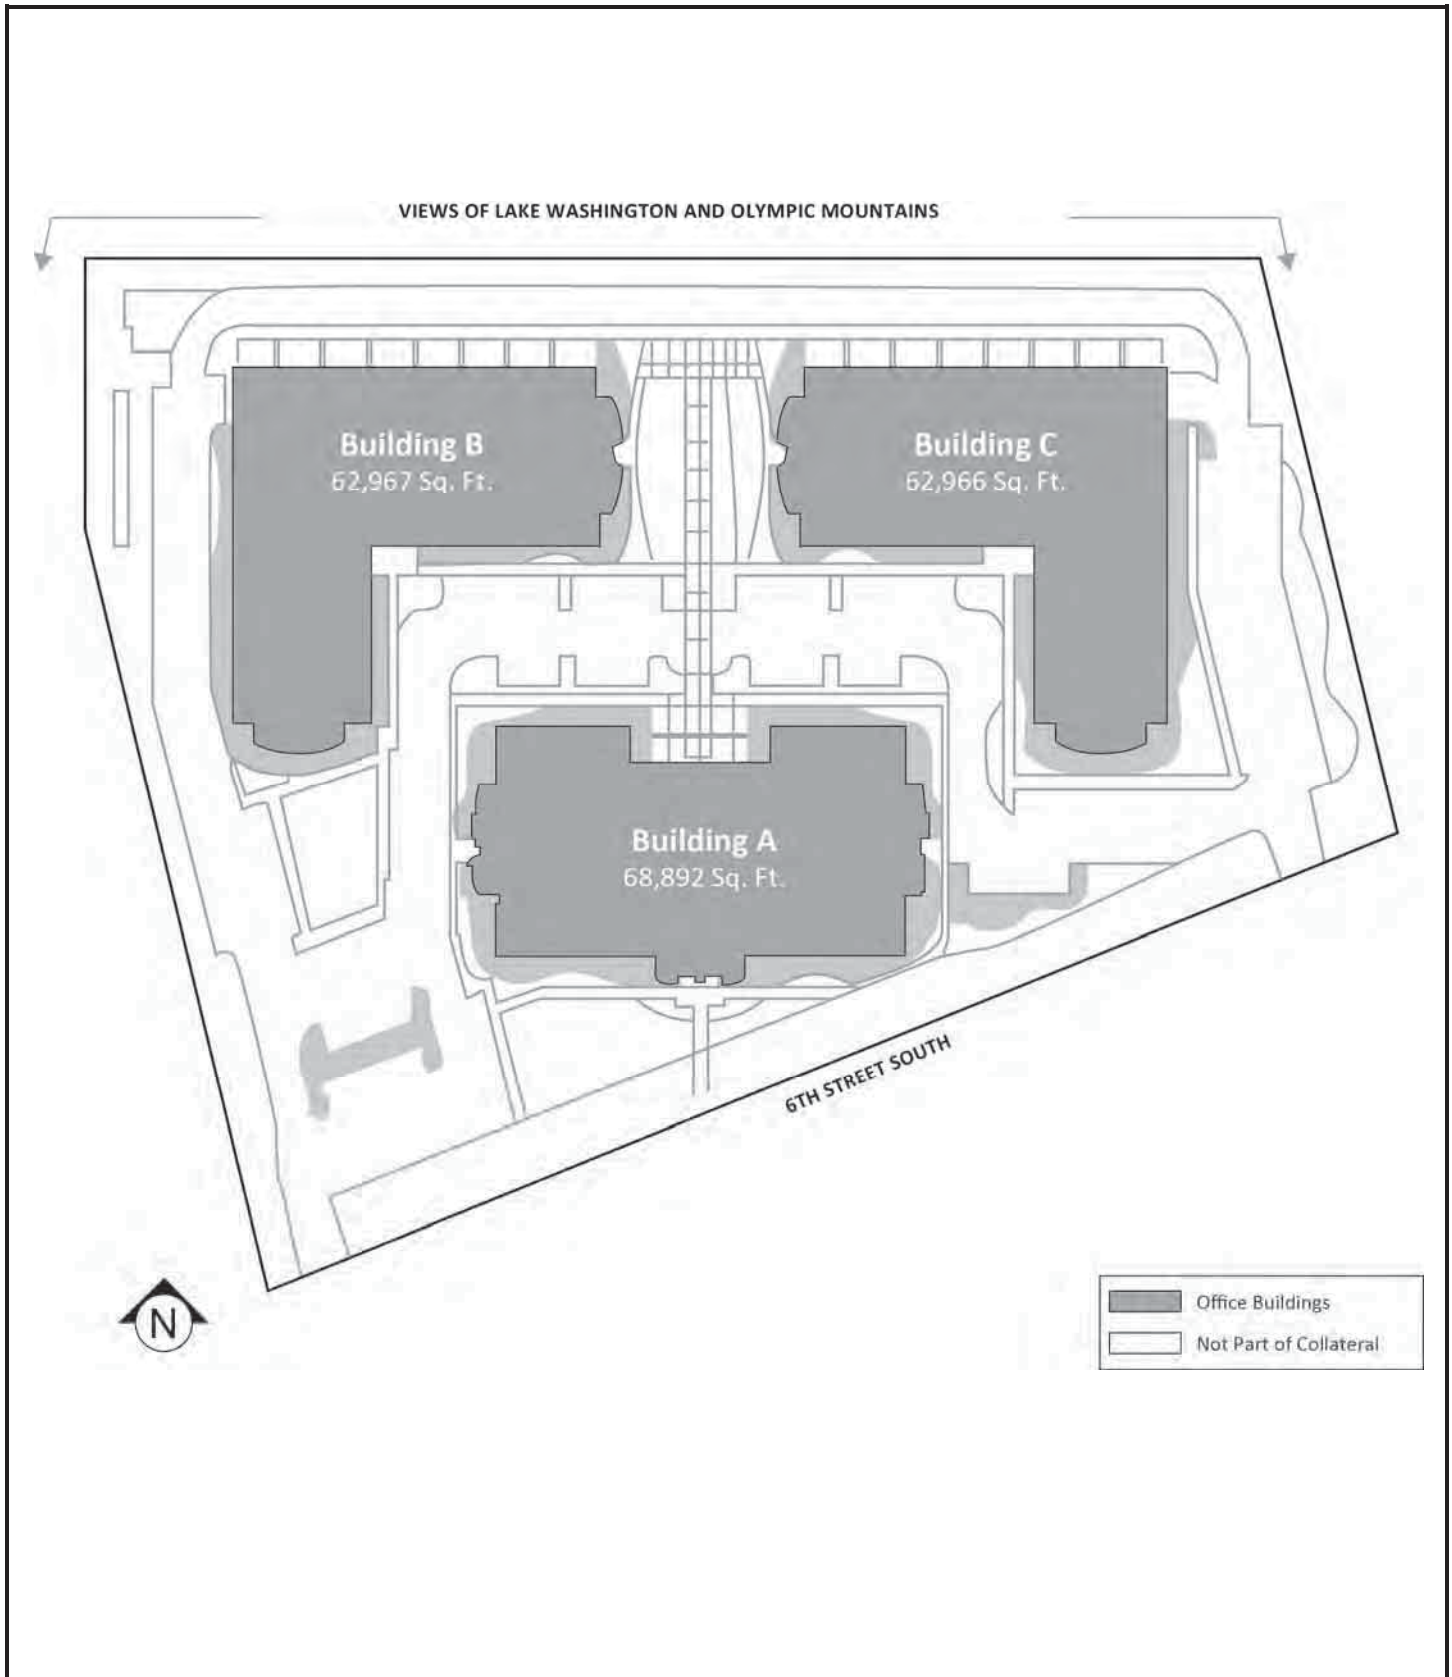 VIEWS OF LAKE WASHINGTON AND OLYMPIC MOUNTAINS
Building B
62,967 Sq. Ft.
Building C
62,966 Sq. Ft.
Building A
68,892 Sq. Ft.
6TH STREET SOUTH
N
Office Buildings
Not Part of Collateral